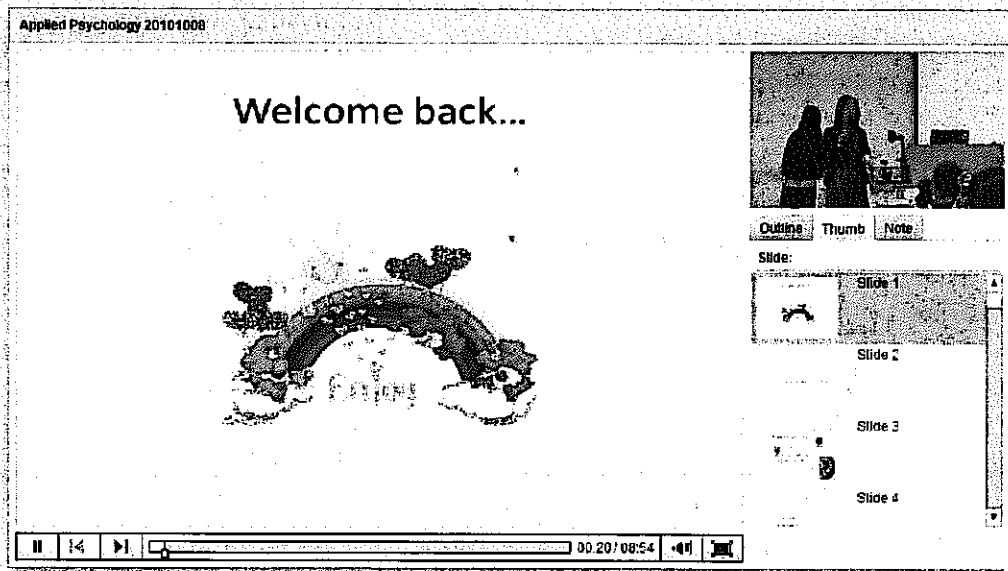 Applied Psychology 20101008
Welcome back...
Outline Thumb Note
Slide:
Slide 1
Slide 2
Slide 3
Slide 4
00:20 / 08:54